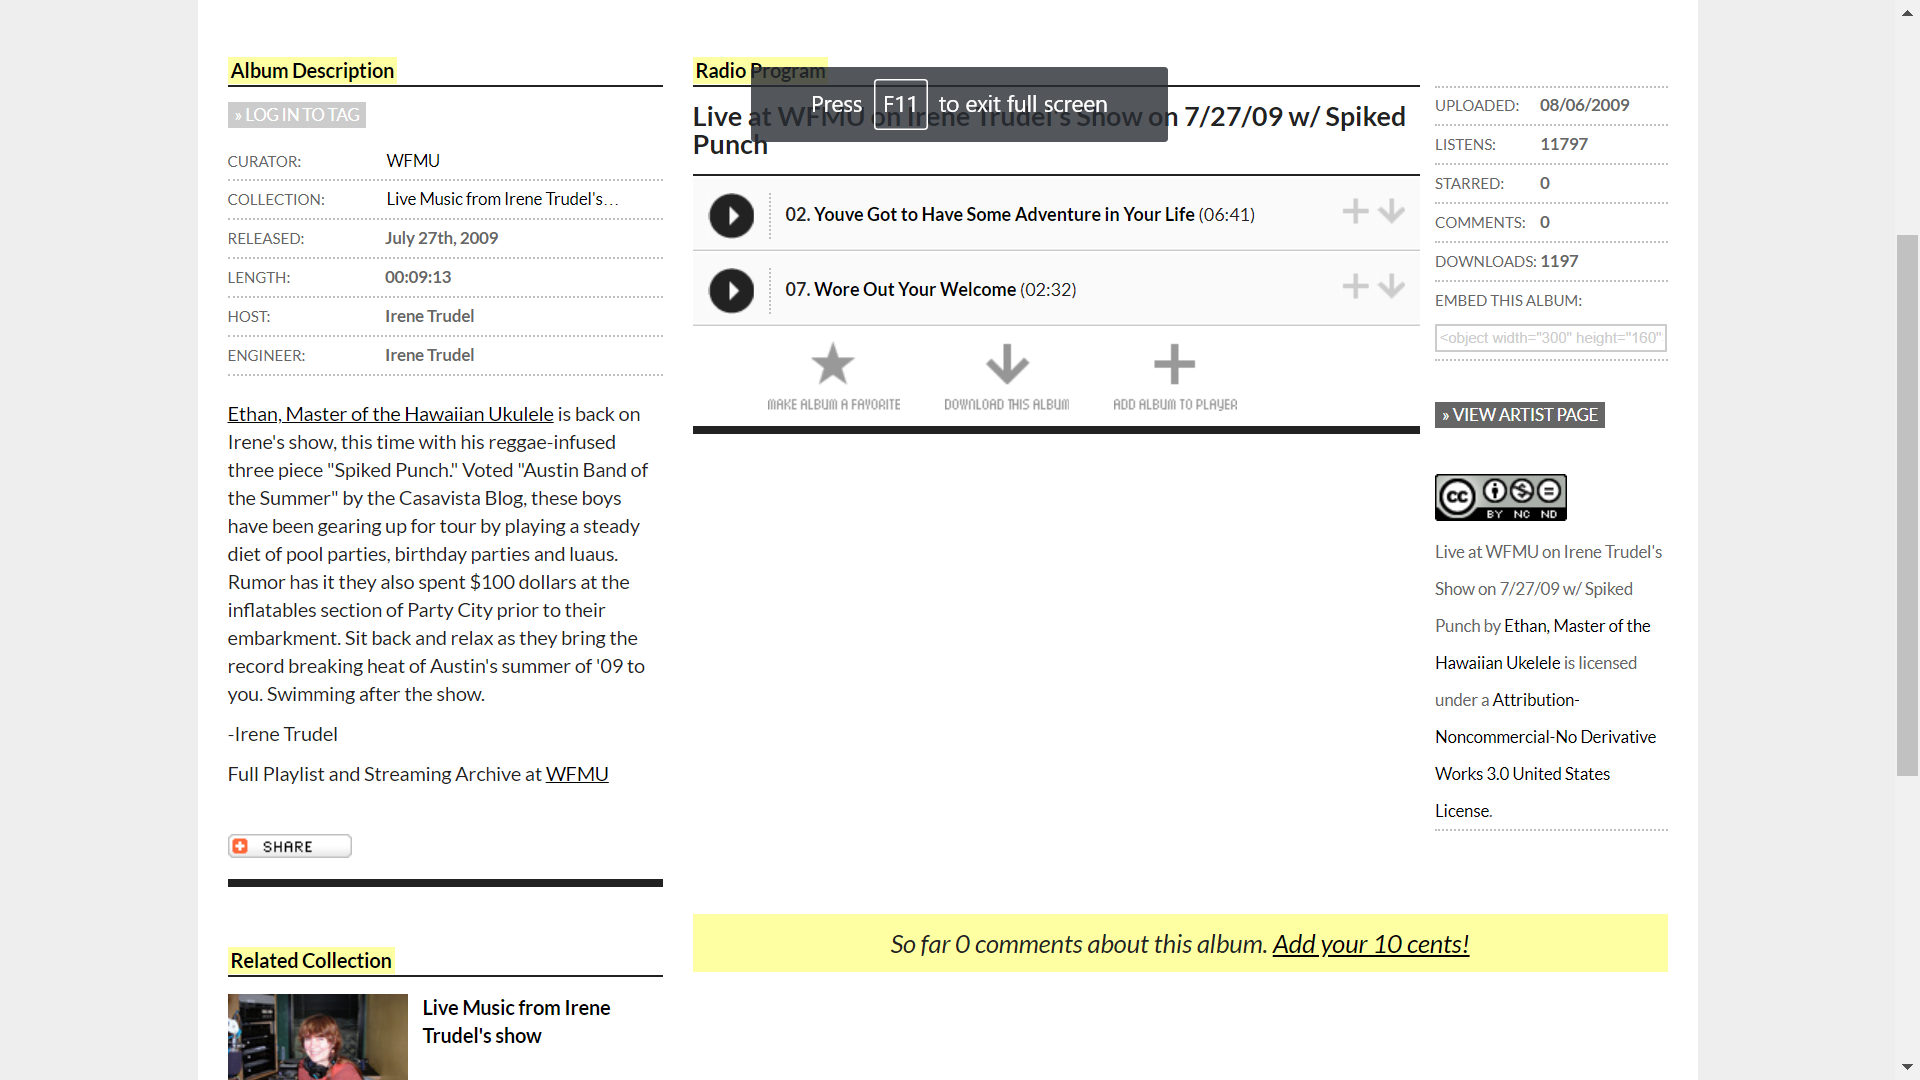 Album Description
» LOG IN TO TAG
CURATOR: WFMU
COLLECTION: Live Music from Irene Trudel's…
RELEASED: July 27th, 2009
LENGTH: 00:09:13
HOST: Irene Trudel
ENGINEER: Irene Trudel
Ethan, Master of the Hawaiian Ukulele is back on
Irene's show, this time with his reggae-infused
three piece "Spiked Punch." Voted "Austin Band of
the Summer" by the Casavista Blog, these boys
have been gearing up for tour by playing a steady
diet of pool parties, birthday parties and luaus.
Rumor has it they also spent $100 dollars at the
inflatables section of Party City prior to their
embarkment. Sit back and relax as they bring the
record breaking heat of Austin's summer of '09 to
you. Swimming after the show.
-Irene Trudel
Full Playlist and Streaming Archive at WFMU
SHARE
Related Collection
Live Music from Irene
Trudel's show
Radio Program
Press F11 to exit full screen
Live at WFMU on Irene Trudel's Show on 7/27/09 w/ Spiked
Punch
02. Youve Got to Have Some Adventure in Your Life (06:41)
07. Wore Out Your Welcome (02:32)
MAKE ALBUM A FAVORITE
DOWNLOAD THIS ALBUM
ADD ALBUM TO PLAYER
UPLOADED: 08/06/2009
LISTENS: 11797
STARRED: 0
COMMENTS: 0
DOWNLOADS: 1197
EMBED THIS ALBUM:
<object width="300" height="160"
» VIEW ARTIST PAGE
cc BY NC ND
Live at WFMU on Irene Trudel's
Show on 7/27/09 w/ Spiked
Punch by Ethan, Master of the
Hawaiian Ukelele is licensed
under a Attribution-
Noncommercial-No Derivative
Works 3.0 United States
License.
So far 0 comments about this album. Add your 10 cents!